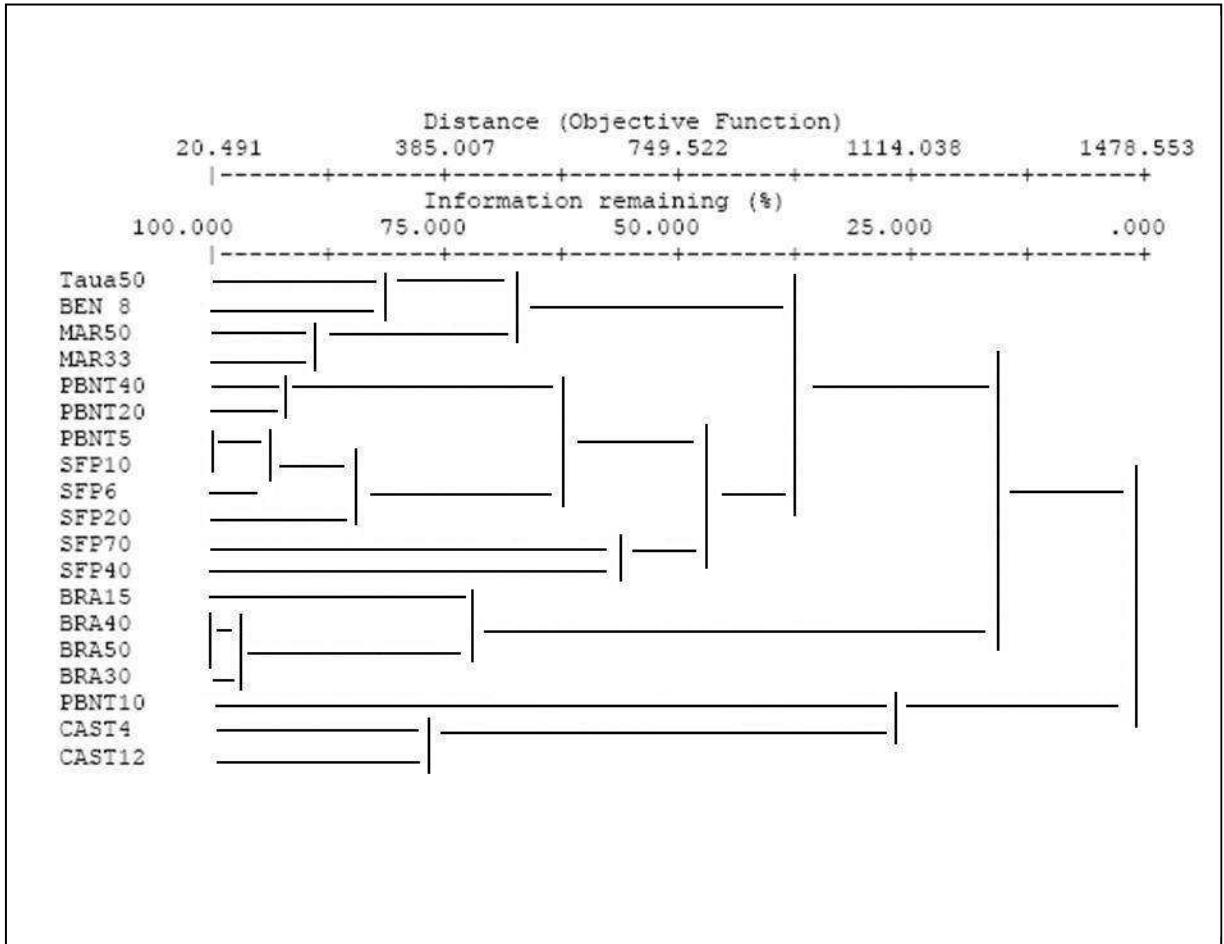 Distance (Objective Function)
20.491 385.007 749.522 1114.038 1478.553
|-------+-------+-------+-------+-------+-------+-------+-------+
Information remaining (%)
100.000 75.000 50.000 25.000 .000
|-------+-------+-------+-------+-------+-------+-------+-------+
Taua50
BEN 8
MAR50
MAR33
PBNT40
PBNT20
PBNT5
SFP10
SFP6
SFP20
SFP70
SFP40
BRA15
BRA40
BRA50
BRA30
PBNT10
CAST4
CAST12